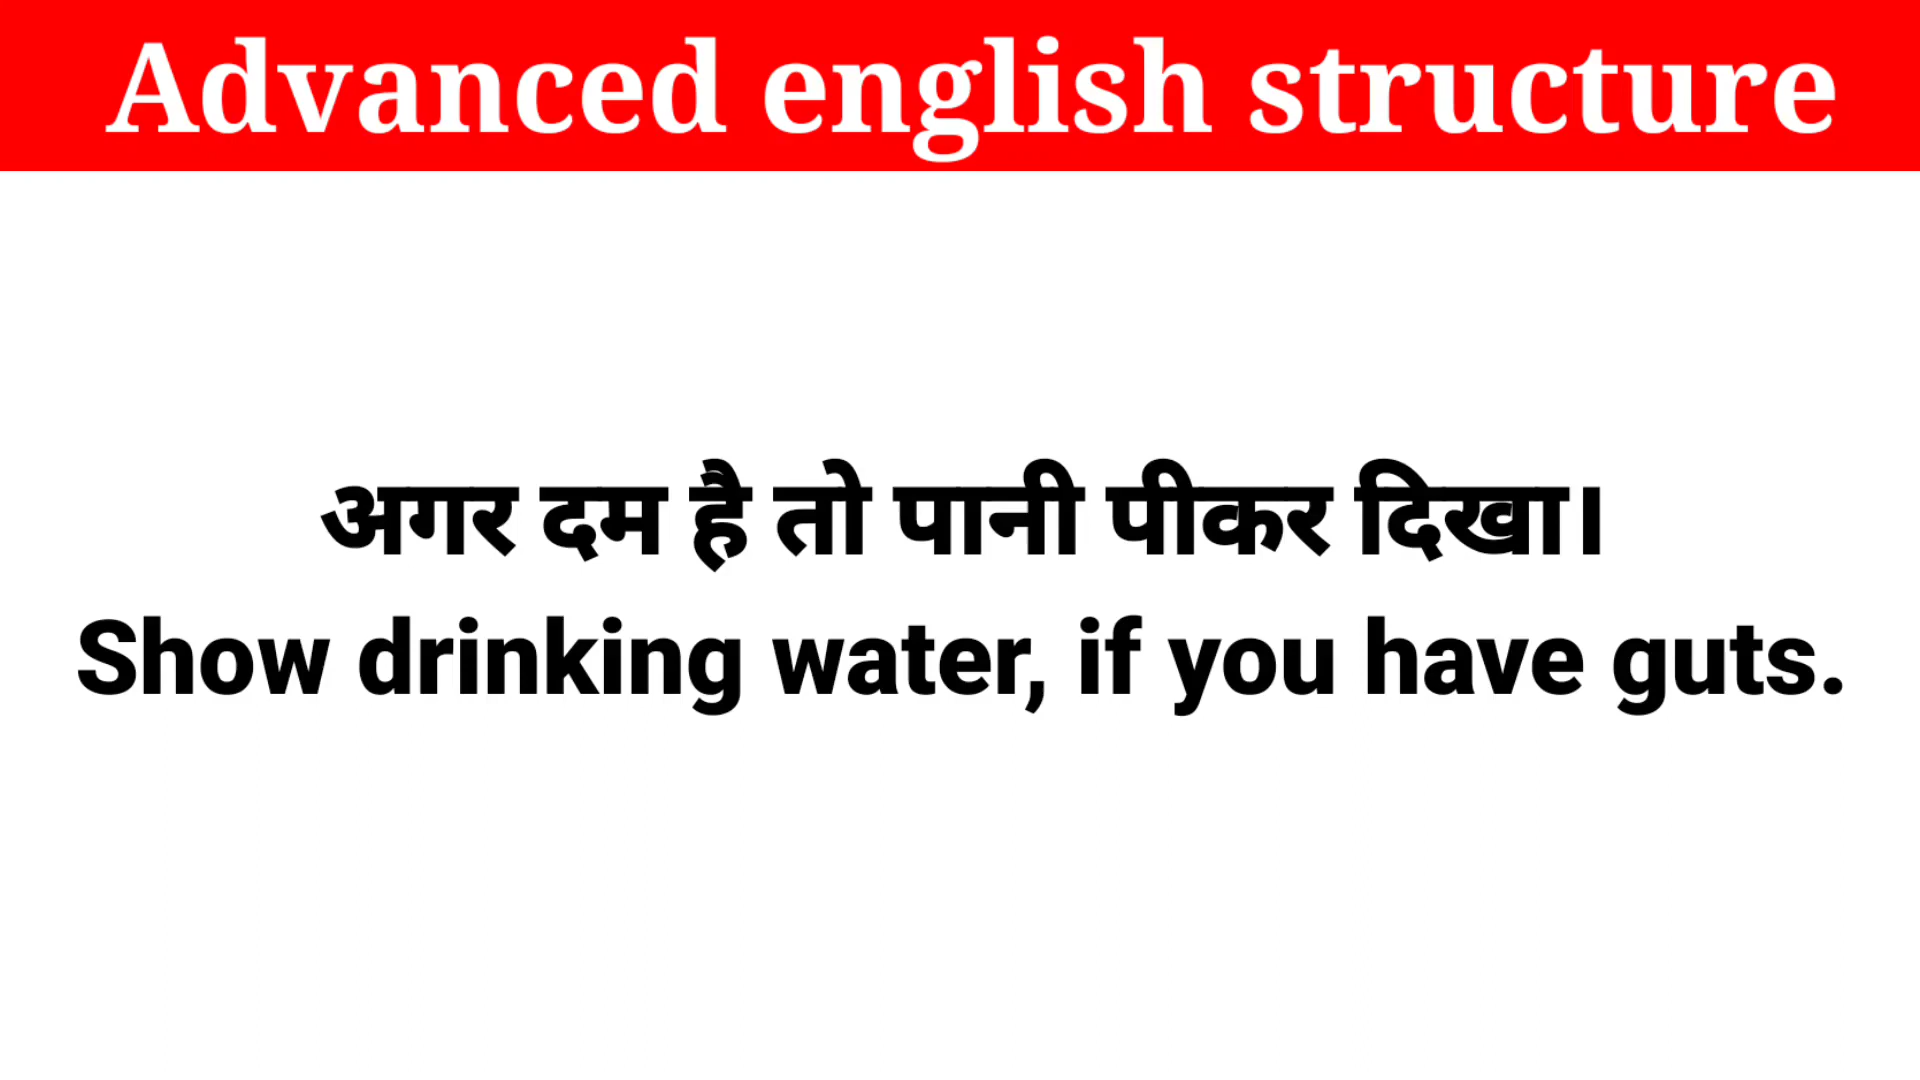 Advanced english structure
अगर दम है तो पानी पीकर दिखा।
Show drinking water, if you have guts.